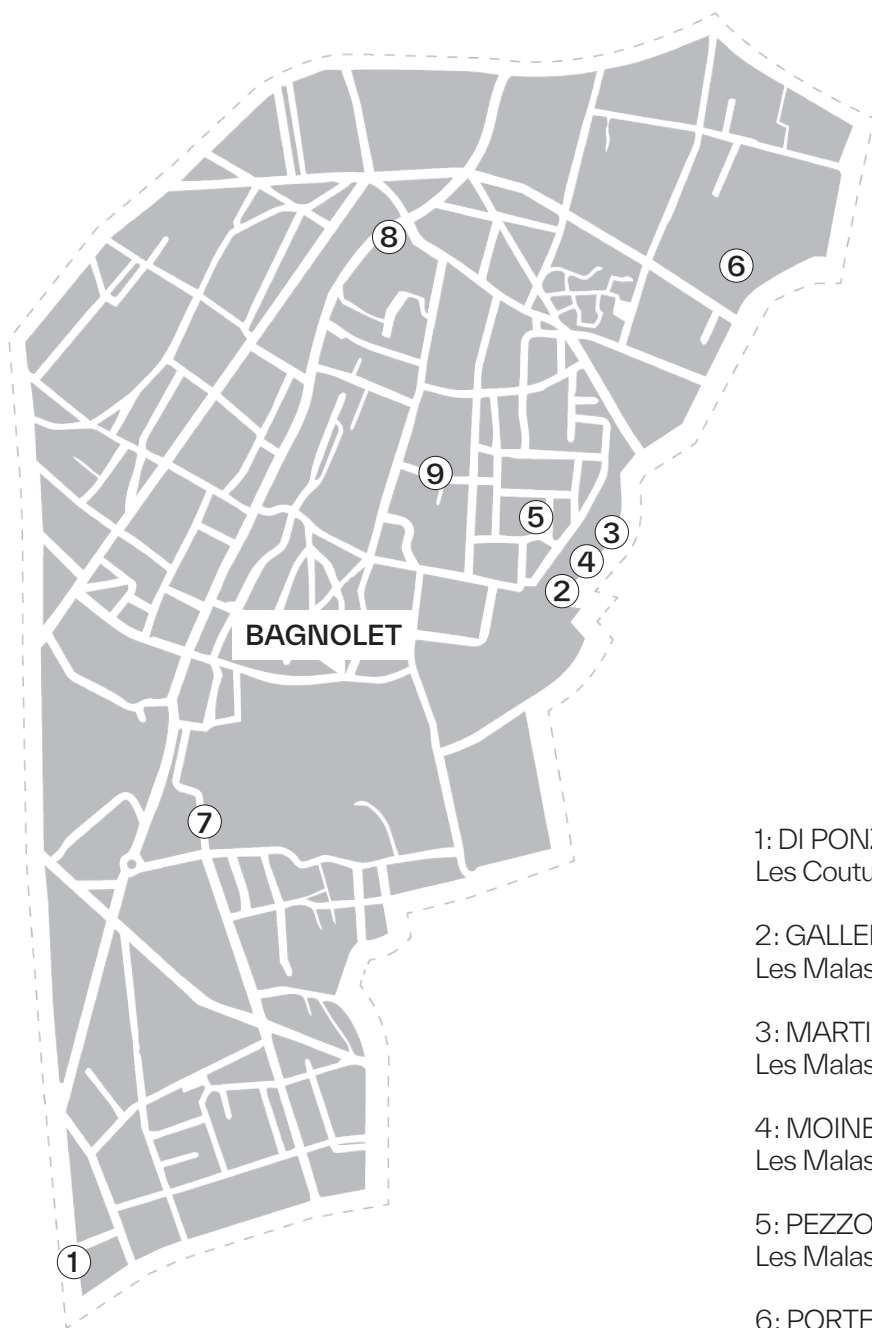 8
6
9
5
3
4
2
BAGNOLET
7
1
1: DI PONZ
Les Coutu
2: GALLE
Les Malas
3: MARTI
Les Malas
4: MOINE
Les Malas
5: PEZZO
Les Malas
6: PORTE